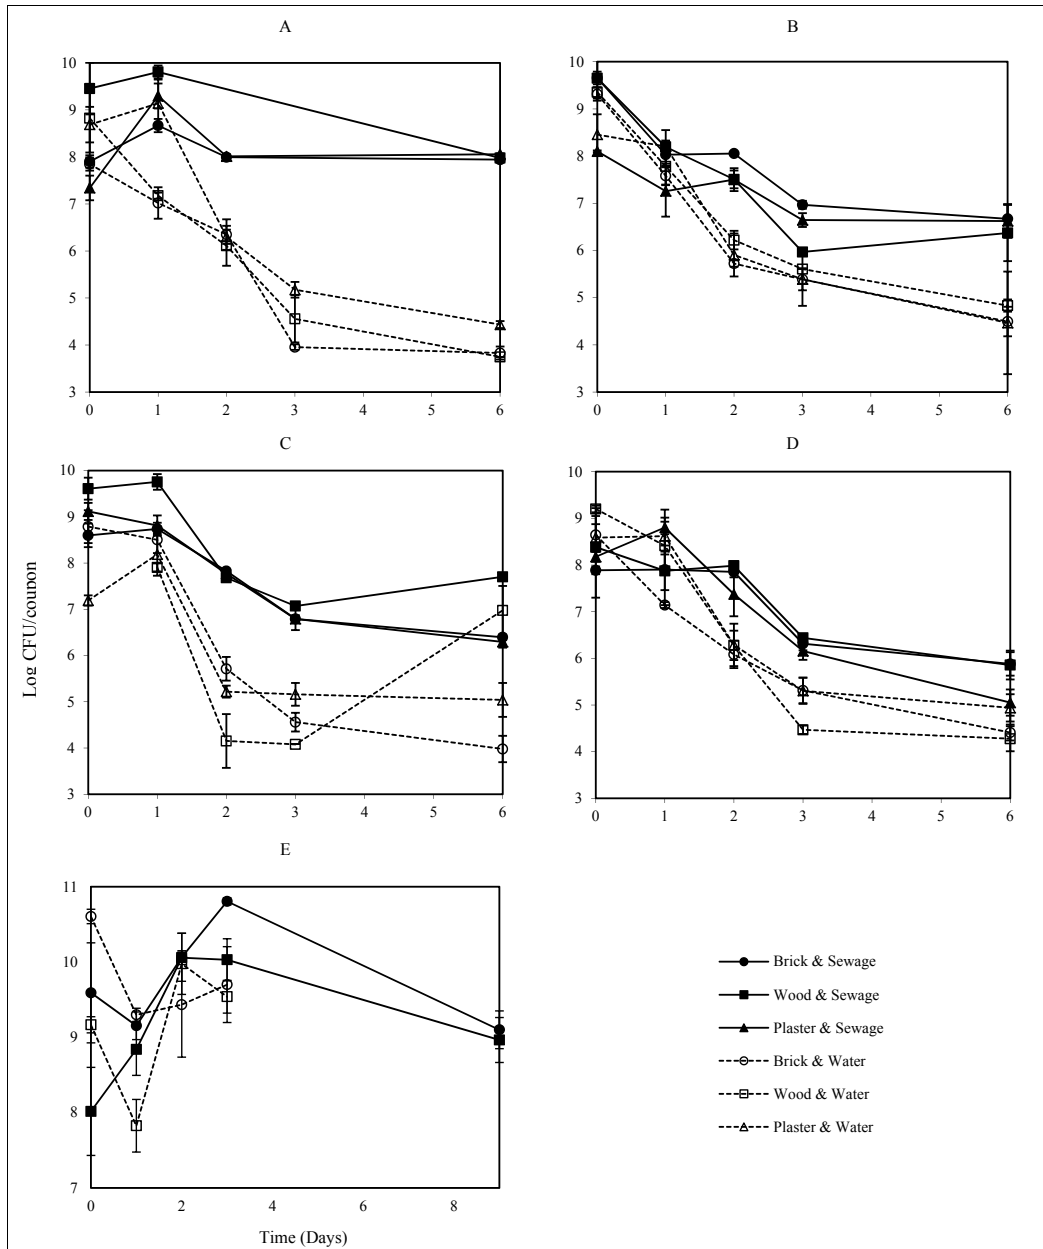 A
B
10
9
8
7
6
5
4
3
0 1 2 3 4 5 6
10
9
8
7
6
5
4
3
0 1 2 3 4 5 6
C
D
Log CFU/coupon
10
9
8
7
6
5
4
3
0 1 2 3 4 5 6
10
9
8
7
6
5
4
3
0 1 2 3 4 5 6
E
11
10
9
8
7
0 2 4 6 8
Time (Days)
Brick & Sewage
Wood & Sewage
Plaster & Sewage
Brick & Water
Wood & Water
Plaster & Water